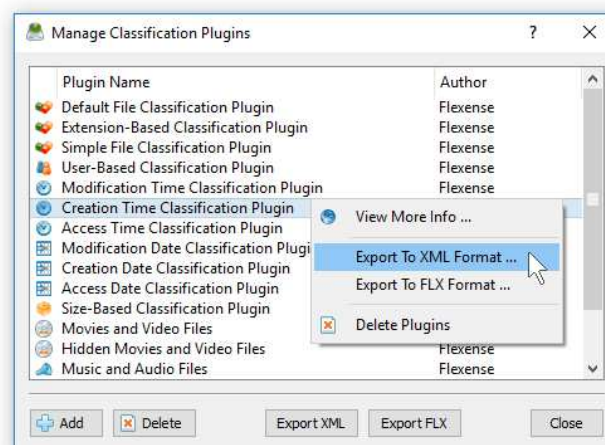 Manage Classification Plugins
?
Plugin Name Author
Default File Classification Plugin Flexense
Extension-Based Classification Plugin Flexense
Simple File Classification Plugin Flexense
User-Based Classification Plugin Flexense
Modification Time Classification Plugin Flexense
Creation Time Classification Plugin
View More Info ...
Access Time Classification Plugin
Modification Date Classification Plugi
Export To XML Format ...
Creation Date Classification Plugin
Export To FLX Format ...
Access Date Classification Plugin
Size-Based Classification Plugin
Delete Plugins
Movies and Video Files
Hidden Movies and Video Files Flexense
Music and Audio Files Flexense
Add Delete Export XML Export FLX Close